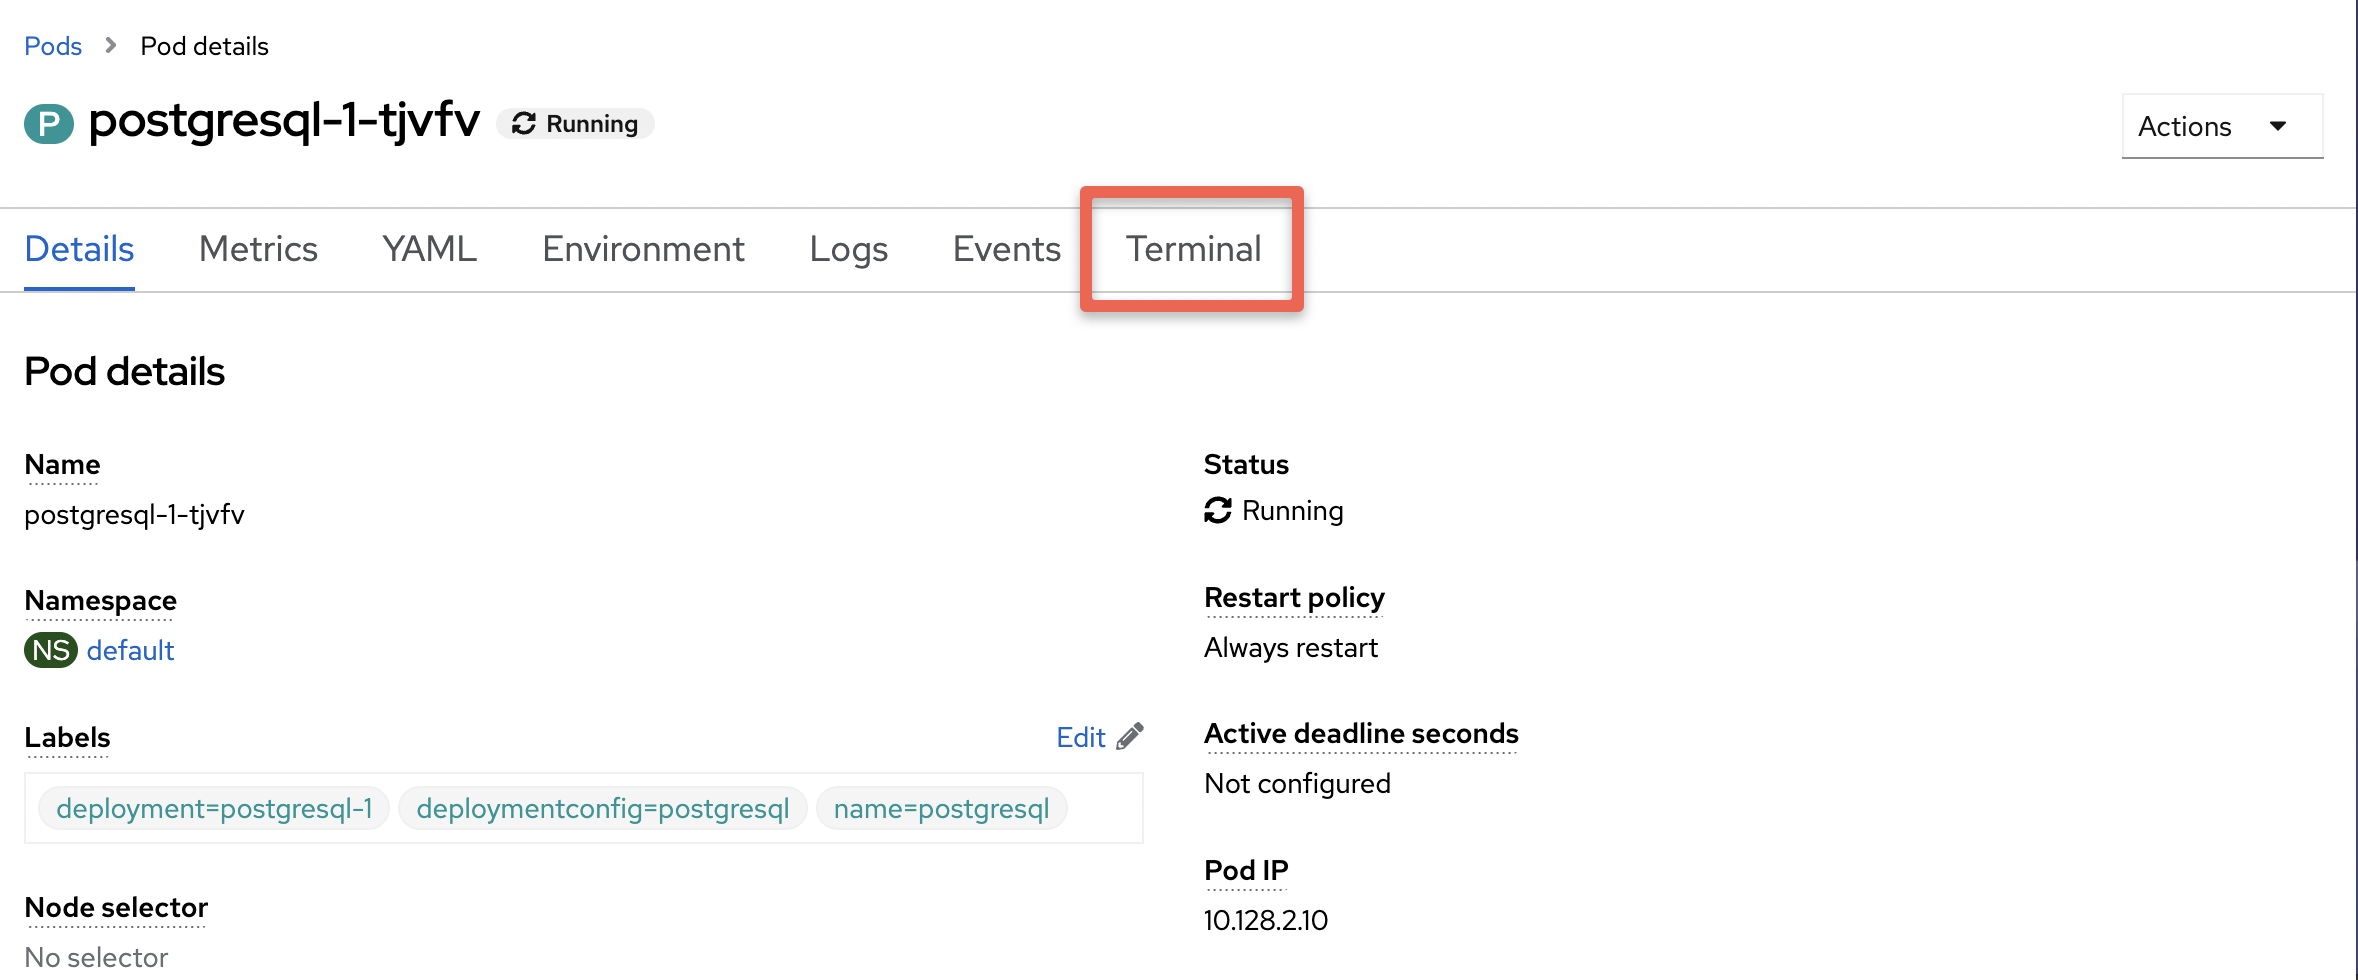 Pods > Pod details
P postgresql-1-tjvfv Running
Actions
Details Metrics YAML Environment Logs Events Terminal
Pod details
Name
postgresql-1-tjvfv
Namespace
NS default
Labels
Edit
deployment=postgresql-1 deploymentconfig=postgresql name=postgresql
Node selector
No selector
Status
Running
Restart policy
Always restart
Active deadline seconds
Not configured
Pod IP
10.128.2.10